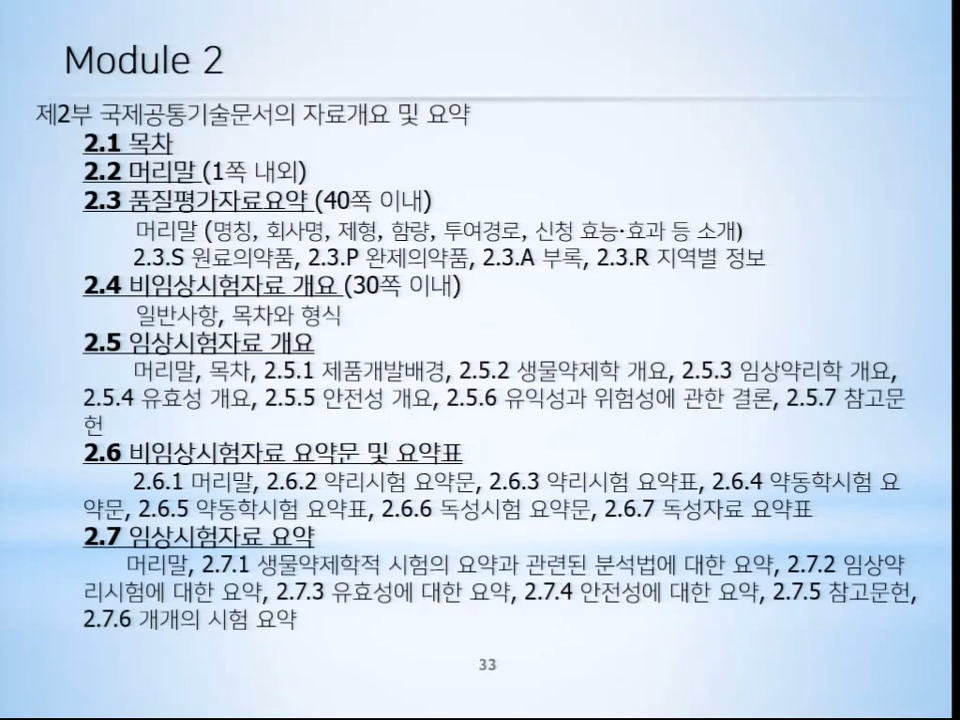 Module 2
제2부 국제공통기술문서의 자료개요 및 요약
2.1 목차
2.2 머리말 (1쪽 내외)
2.3 품질평가자료요약 (40쪽 이내)
머리말 (명칭, 회사명, 제형, 함량, 투여경로, 신청 효능·효과 등 소개)
2.3.S 원료의약품, 2.3.P 완제의약품, 2.3.A 부록, 2.3.R 지역별 정보
2.4 비임상시험자료 개요 (30쪽 이내)
일반사항, 목차와 형식
2.5 임상시험자료 개요
머리말, 목차, 2.5.1 제품개발배경, 2.5.2 생물약제학 개요, 2.5.3 임상약리학 개요,
2.5.4 유효성 개요, 2.5.5 안전성 개요, 2.5.6 유익성과 위험성에 관한 결론, 2.5.7 참고문
헌
2.6 비임상시험자료 요약문 및 요약표
2.6.1 머리말, 2.6.2 약리시험 요약문, 2.6.3 약리시험 요약표, 2.6.4 약동학시험 요
약문, 2.6.5 약동학시험 요약표, 2.6.6 독성시험 요약문, 2.6.7 독성자료 요약표
2.7 임상시험자료 요약
머리말, 2.7.1 생물약제학적 시험의 요약과 관련된 분석법에 대한 요약, 2.7.2 임상약
리시험에 대한 요약, 2.7.3 유효성에 대한 요약, 2.7.4 안전성에 대한 요약, 2.7.5 참고문헌,
2.7.6 개개의 시험 요약
33